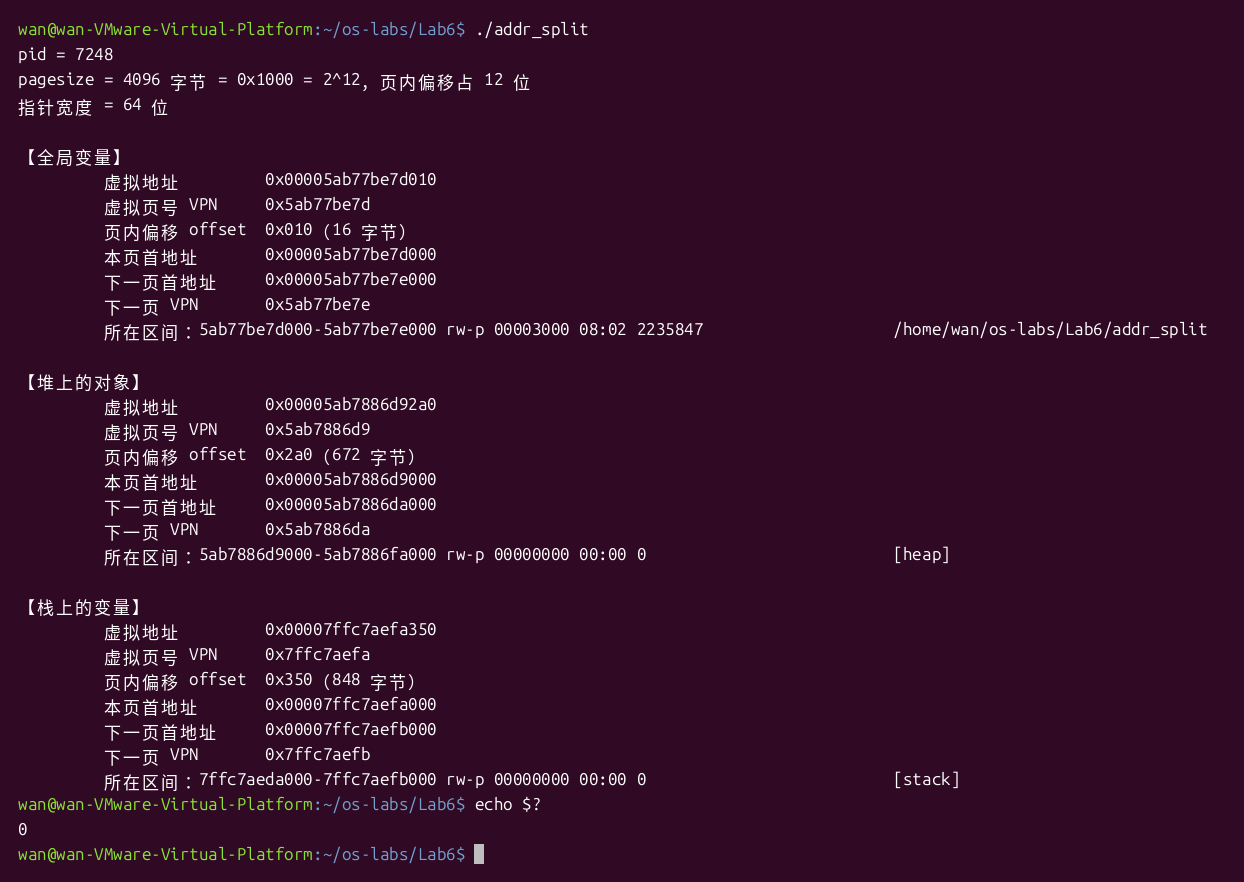 wan@wan-VMware-Virtual-Platform:~/os-labs/Lab6$ ./addr_split
pid = 7248
pagesize = 4096 字节 = 0x1000 = 2^12，页内偏移占 12 位
指针宽度 = 64 位
【全局变量】
虚拟地址 0x00005ab77be7d010
虚拟页号 VPN 0x5ab77be7d
页内偏移 offset 0x010（16 字节）
本页首地址 0x00005ab77be7d000
下一页首地址 0x00005ab77be7e000
下一页 VPN 0x5ab77be7e
所在区间：5ab77be7d000-5ab77be7e000 rw-p 00003000 08:02 2235847 /home/wan/os-labs/Lab6/addr_split
【堆上的对象】
虚拟地址 0x00005ab7886d92a0
虚拟页号 VPN 0x5ab7886d9
页内偏移 offset 0x2a0（672 字节）
本页首地址 0x00005ab7886d9000
下一页首地址 0x00005ab7886da000
下一页 VPN 0x5ab7886da
所在区间：5ab7886d9000-5ab7886fa000 rw-p 00000000 00:00 0 [heap]
【栈上的变量】
虚拟地址 0x00007ffc7aefa350
虚拟页号 VPN 0x7ffc7aefa
页内偏移 offset 0x350（848 字节）
本页首地址 0x00007ffc7aefa000
下一页首地址 0x00007ffc7aefb000
下一页 VPN 0x7ffc7aefb
所在区间：7ffc7aeda000-7ffc7aefb000 rw-p 00000000 00:00 0 [stack]
wan@wan-VMware-Virtual-Platform:~/os-labs/Lab6$ echo $?
0
wan@wan-VMware-Virtual-Platform:~/os-labs/Lab6$